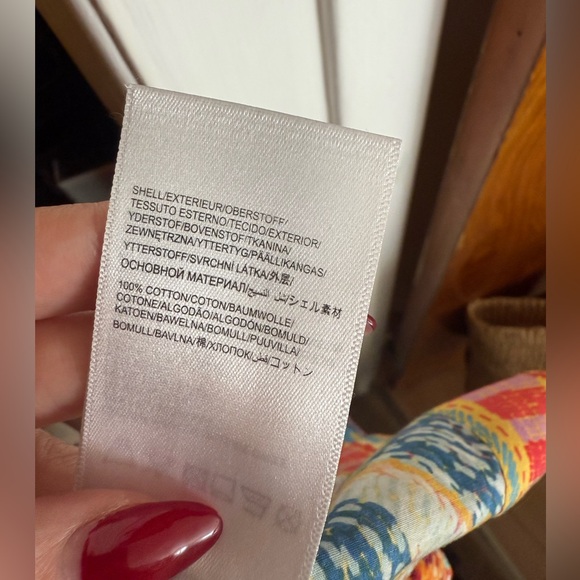 SHELL/EXTERIEUR/OBERSTOFF/
TESSUTO ESTERNO/TECIDO/EXTERIOR/
YDERSTOF/BOVENSTOF/TKANINA/
ZEWNĘTRZNA/YTTERTYG/PÄÄLLIKANGAS/
YTTERSTOFF/SVRCHNÍ LÁTKA/外层/
ОСНОВНОЙ МАТЕРИАЛ/シェル素材
100% COTTON/COTON/BAUMWOLLE/
COTONE/ALGODÃO/ALGODÓN/BOMULD/
KATOEN/BAWEŁNA/BOMULL/PUUVILLA/
BOMULL/BAVLNA/棉/ХЛОПОК/قطن/コットン